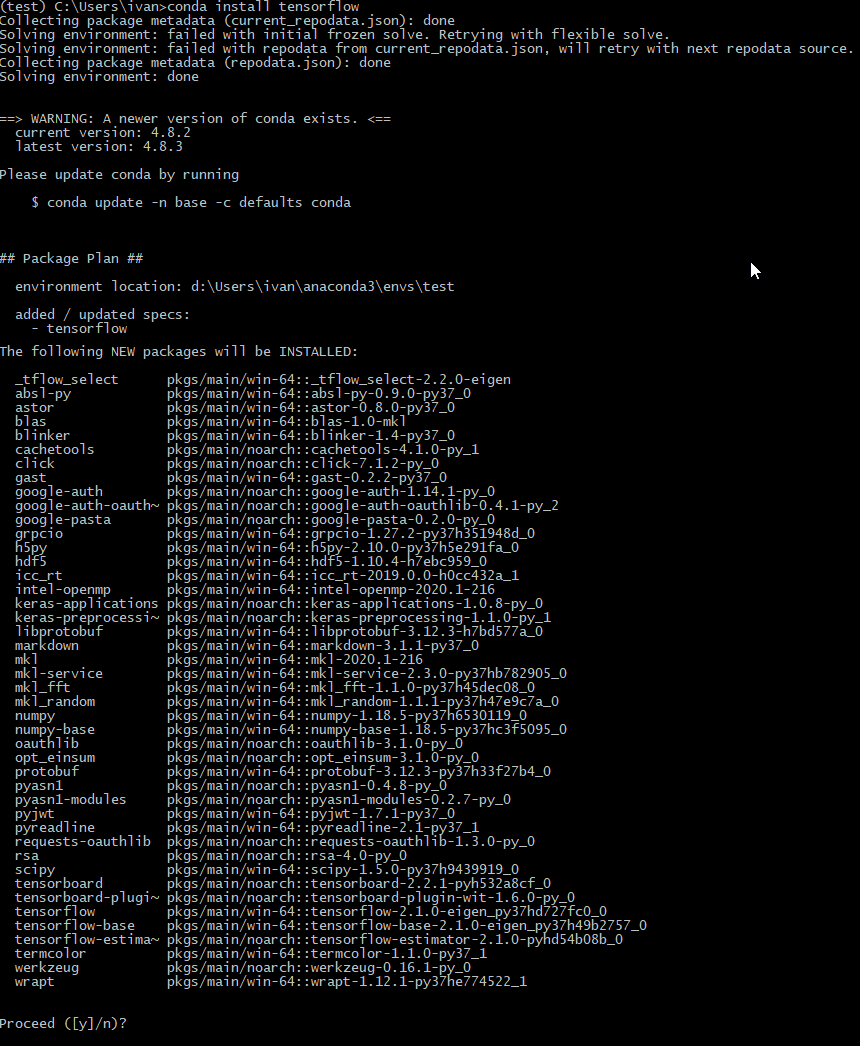 (test) C:\Users\ivan>conda install tensorflow
Collecting package metadata (current_repodata.json): done
Solving environment: failed with initial frozen solve. Retrying with flexible solve.
Solving environment: failed with repodata from current_repodata.json, will retry with next repodata source.
Collecting package metadata (repodata.json): done
Solving environment: done
==> WARNING: A newer version of conda exists. <==
  current version: 4.8.2
  latest version: 4.8.3
Please update conda by running
    $ conda update -n base -c defaults conda
## Package Plan ##
  environment location: d:\Users\ivan\anaconda3\envs\test
  added / updated specs:
    - tensorflow
The following NEW packages will be INSTALLED:
  _tflow_select      pkgs/main/win-64::_tflow_select-2.2.0-eigen
  absl-py            pkgs/main/win-64::absl-py-0.9.0-py37_0
  astor              pkgs/main/win-64::astor-0.8.0-py37_0
  blas               pkgs/main/win-64::blas-1.0-mkl
  blinker            pkgs/main/win-64::blinker-1.4-py37_0
  cachetools         pkgs/main/noarch::cachetools-4.1.0-py_1
  click              pkgs/main/noarch::click-7.1.2-py_0
  gast               pkgs/main/win-64::gast-0.2.2-py37_0
  google-auth        pkgs/main/noarch::google-auth-1.14.1-py_0
  google-auth-oauth~ pkgs/main/noarch::google-auth-oauthlib-0.4.1-py_2
  google-pasta       pkgs/main/noarch::google-pasta-0.2.0-py_0
  grpcio             pkgs/main/win-64::grpcio-1.27.2-py37h351948d_0
  h5py               pkgs/main/win-64::h5py-2.10.0-py37h5e291fa_0
  hdf5               pkgs/main/win-64::hdf5-1.10.4-h7ebc959_0
  icc_rt             pkgs/main/win-64::icc_rt-2019.0.0-h0cc432a_1
  intel-openmp       pkgs/main/win-64::intel-openmp-2020.1-216
  keras-applications pkgs/main/noarch::keras-applications-1.0.8-py_0
  keras-preprocessi~ pkgs/main/noarch::keras-preprocessing-1.1.0-py_1
  libprotobuf        pkgs/main/win-64::libprotobuf-3.12.3-h7bd577a_0
  markdown           pkgs/main/win-64::markdown-3.1.1-py37_0
  mkl                pkgs/main/win-64::mkl-2020.1-216
  mkl-service        pkgs/main/win-64::mkl-service-2.3.0-py37hb782905_0
  mkl_fft            pkgs/main/win-64::mkl_fft-1.1.0-py37h45dec08_0
  mkl_random         pkgs/main/win-64::mkl_random-1.1.1-py37h47e9c7a_0
  numpy              pkgs/main/win-64::numpy-1.18.5-py37h6530119_0
  numpy-base         pkgs/main/win-64::numpy-base-1.18.5-py37hc3f5095_0
  oauthlib           pkgs/main/noarch::oauthlib-3.1.0-py_0
  opt_einsum         pkgs/main/noarch::opt_einsum-3.1.0-py_0
  protobuf           pkgs/main/win-64::protobuf-3.12.3-py37h33f27b4_0
  pyasn1             pkgs/main/noarch::pyasn1-0.4.8-py_0
  pyasn1-modules     pkgs/main/noarch::pyasn1-modules-0.2.7-py_0
  pyjwt              pkgs/main/win-64::pyjwt-1.7.1-py37_0
  pyreadline         pkgs/main/win-64::pyreadline-2.1-py37_1
  requests-oauthlib  pkgs/main/noarch::requests-oauthlib-1.3.0-py_0
  rsa                pkgs/main/noarch::rsa-4.0-py_0
  scipy              pkgs/main/win-64::scipy-1.5.0-py37h9439919_0
  tensorboard        pkgs/main/noarch::tensorboard-2.2.1-pyh532a8cf_0
  tensorboard-plugi~ pkgs/main/noarch::tensorboard-plugin-wit-1.6.0-py_0
  tensorflow         pkgs/main/win-64::tensorflow-2.1.0-eigen_py37hd727fc0_0
  tensorflow-base    pkgs/main/win-64::tensorflow-base-2.1.0-eigen_py37h49b2757_0
  tensorflow-estima~ pkgs/main/noarch::tensorflow-estimator-2.1.0-pyhd54b08b_0
  termcolor          pkgs/main/win-64::termcolor-1.1.0-py37_1
  werkzeug           pkgs/main/noarch::werkzeug-0.16.1-py_0
  wrapt              pkgs/main/win-64::wrapt-1.12.1-py37he774522_1
Proceed ([y]/n)?